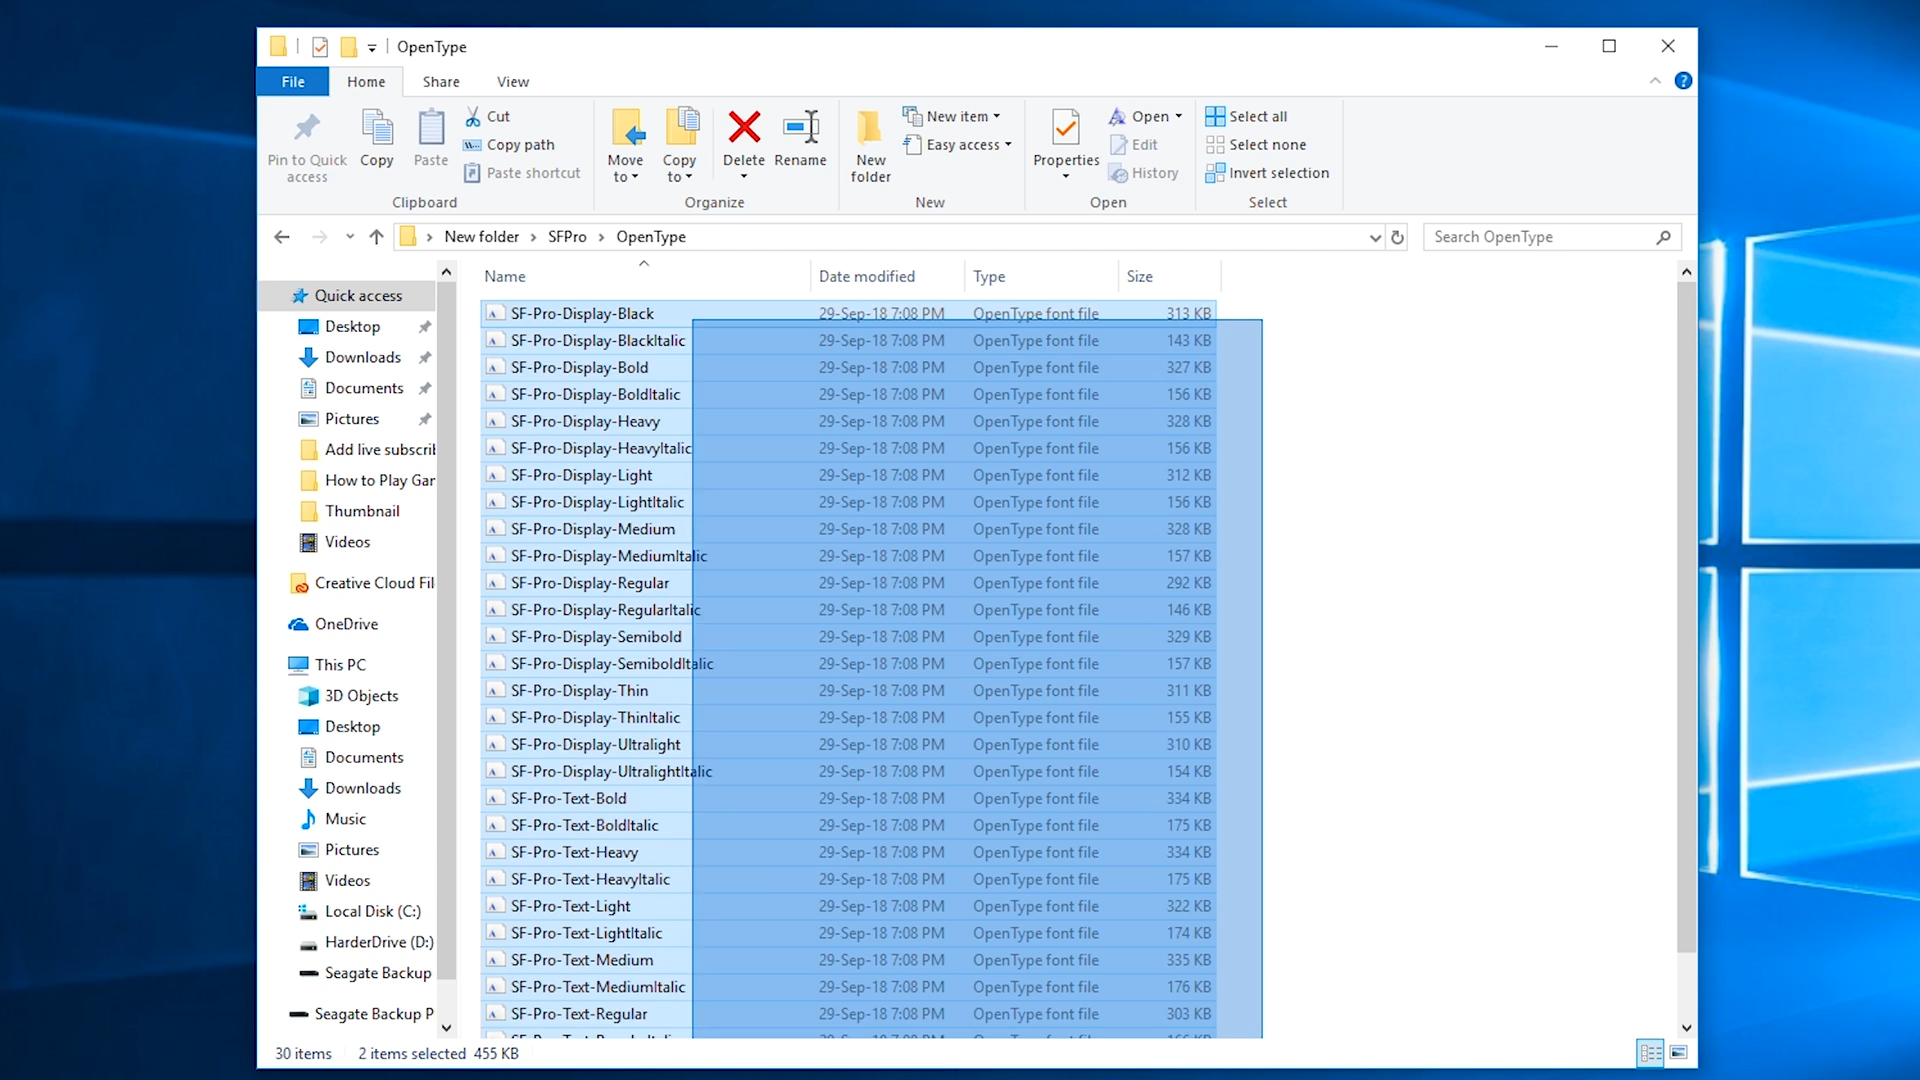 OpenType
File Home Share View
Pin to Quick access
Copy
Paste
Cut
Copy path
Paste shortcut
Clipboard
Move to
Copy to
Delete
Rename
Organize
New folder
New item
Easy access
New
Properties
Open
Edit
History
Open
Select all
Select none
Invert selection
Select
New folder > SFPro > OpenType
Search OpenType
Quick access
Desktop
Downloads
Documents
Pictures
Add live subscrib
How to Play Gar
Thumbnail
Videos
Creative Cloud Fil
OneDrive
This PC
3D Objects
Desktop
Documents
Downloads
Music
Pictures
Videos
Local Disk (C:)
HarderDrive (D:)
Seagate Backup
Seagate Backup P
Name Date modified Type Size
SF-Pro-Display-Black 29-Sep-18 7:08 PM OpenType font file 313 KB
SF-Pro-Display-BlackItalic 29-Sep-18 7:08 PM OpenType font file 143 KB
SF-Pro-Display-Bold 29-Sep-18 7:08 PM OpenType font file 327 KB
SF-Pro-Display-BoldItalic 29-Sep-18 7:08 PM OpenType font file 156 KB
SF-Pro-Display-Heavy 29-Sep-18 7:08 PM OpenType font file 328 KB
SF-Pro-Display-HeavyItalic 29-Sep-18 7:08 PM OpenType font file 156 KB
SF-Pro-Display-Light 29-Sep-18 7:08 PM OpenType font file 312 KB
SF-Pro-Display-LightItalic 29-Sep-18 7:08 PM OpenType font file 156 KB
SF-Pro-Display-Medium 29-Sep-18 7:08 PM OpenType font file 328 KB
SF-Pro-Display-MediumItalic 29-Sep-18 7:08 PM OpenType font file 157 KB
SF-Pro-Display-Regular 29-Sep-18 7:08 PM OpenType font file 292 KB
SF-Pro-Display-RegularItalic 29-Sep-18 7:08 PM OpenType font file 146 KB
SF-Pro-Display-Semibold 29-Sep-18 7:08 PM OpenType font file 329 KB
SF-Pro-Display-SemiboldItalic 29-Sep-18 7:08 PM OpenType font file 157 KB
SF-Pro-Display-Thin 29-Sep-18 7:08 PM OpenType font file 311 KB
SF-Pro-Display-ThinItalic 29-Sep-18 7:08 PM OpenType font file 155 KB
SF-Pro-Display-Ultralight 29-Sep-18 7:08 PM OpenType font file 310 KB
SF-Pro-Display-UltralightItalic 29-Sep-18 7:08 PM OpenType font file 154 KB
SF-Pro-Text-Bold 29-Sep-18 7:08 PM OpenType font file 334 KB
SF-Pro-Text-BoldItalic 29-Sep-18 7:08 PM OpenType font file 175 KB
SF-Pro-Text-Heavy 29-Sep-18 7:08 PM OpenType font file 334 KB
SF-Pro-Text-HeavyItalic 29-Sep-18 7:08 PM OpenType font file 175 KB
SF-Pro-Text-Light 29-Sep-18 7:08 PM OpenType font file 322 KB
SF-Pro-Text-LightItalic 29-Sep-18 7:08 PM OpenType font file 174 KB
SF-Pro-Text-Medium 29-Sep-18 7:08 PM OpenType font file 335 KB
SF-Pro-Text-MediumItalic 29-Sep-18 7:08 PM OpenType font file 176 KB
SF-Pro-Text-Regular 29-Sep-18 7:08 PM OpenType font file 303 KB
30 items 2 items selected 455 KB